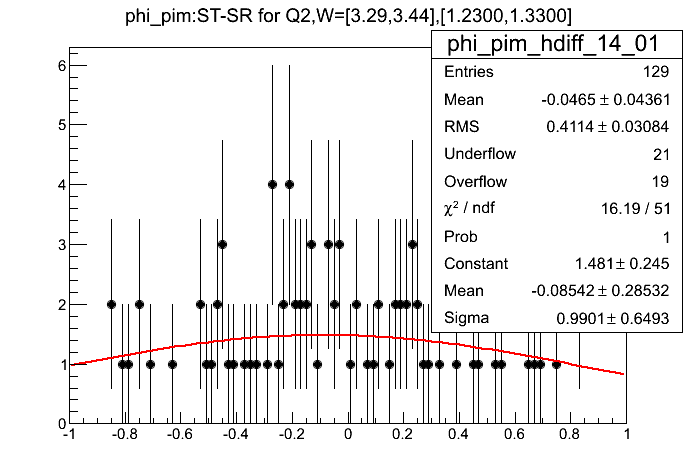 phi_pim:ST-SR for Q2,W=[3.29,3.44],[1.2300,1.3300]
phi_pim_hdiff_14_01
Entries 129
Mean -0.0465 ± 0.04361
RMS 0.4114 ± 0.03084
Underflow 21
Overflow 19
χ² / ndf 16.19 / 51
Prob 1
Constant 1.481 ± 0.245
Mean -0.08542 ± 0.28532
Sigma 0.9901 ± 0.6493
6
5
4
3
2
1
0
-1 -0.8 -0.6 -0.4 -0.2 0 0.2 0.4 0.6 0.8 1